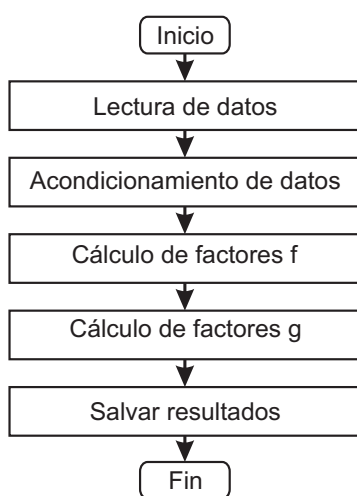 Inicio
Lectura de datos
Acondicionamiento de datos
Cálculo de factores f
Cálculo de factores g
Salvar resultados
Fin